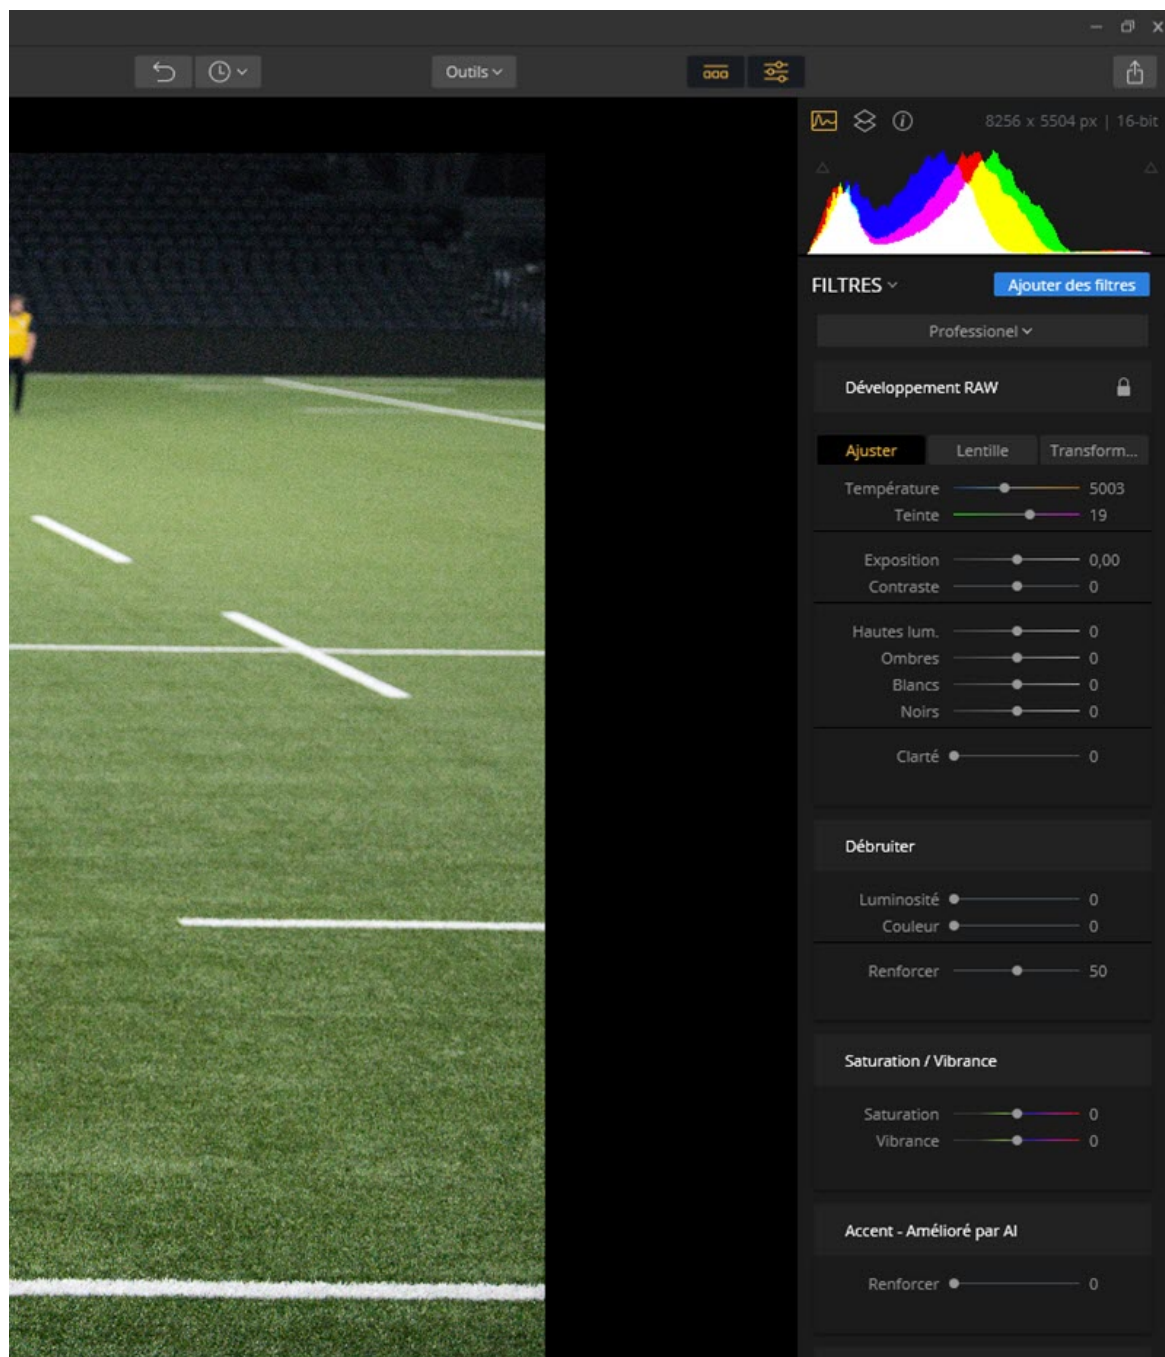 Outils
8256 x 5504 px | 16-bit
FILTRES
Ajouter des filtres
Professionel
Développement RAW
Ajuster Lentille Transform...
Température 5003
Teinte 19
Exposition 0,00
Contraste 0
Hautes lum. 0
Ombres 0
Blancs 0
Noirs 0
Clarté 0
Débruiter
Luminosité 0
Couleur 0
Renforcer 50
Saturation / Vibrance
Saturation 0
Vibrance 0
Accent - Amélioré par AI
Renforcer 0